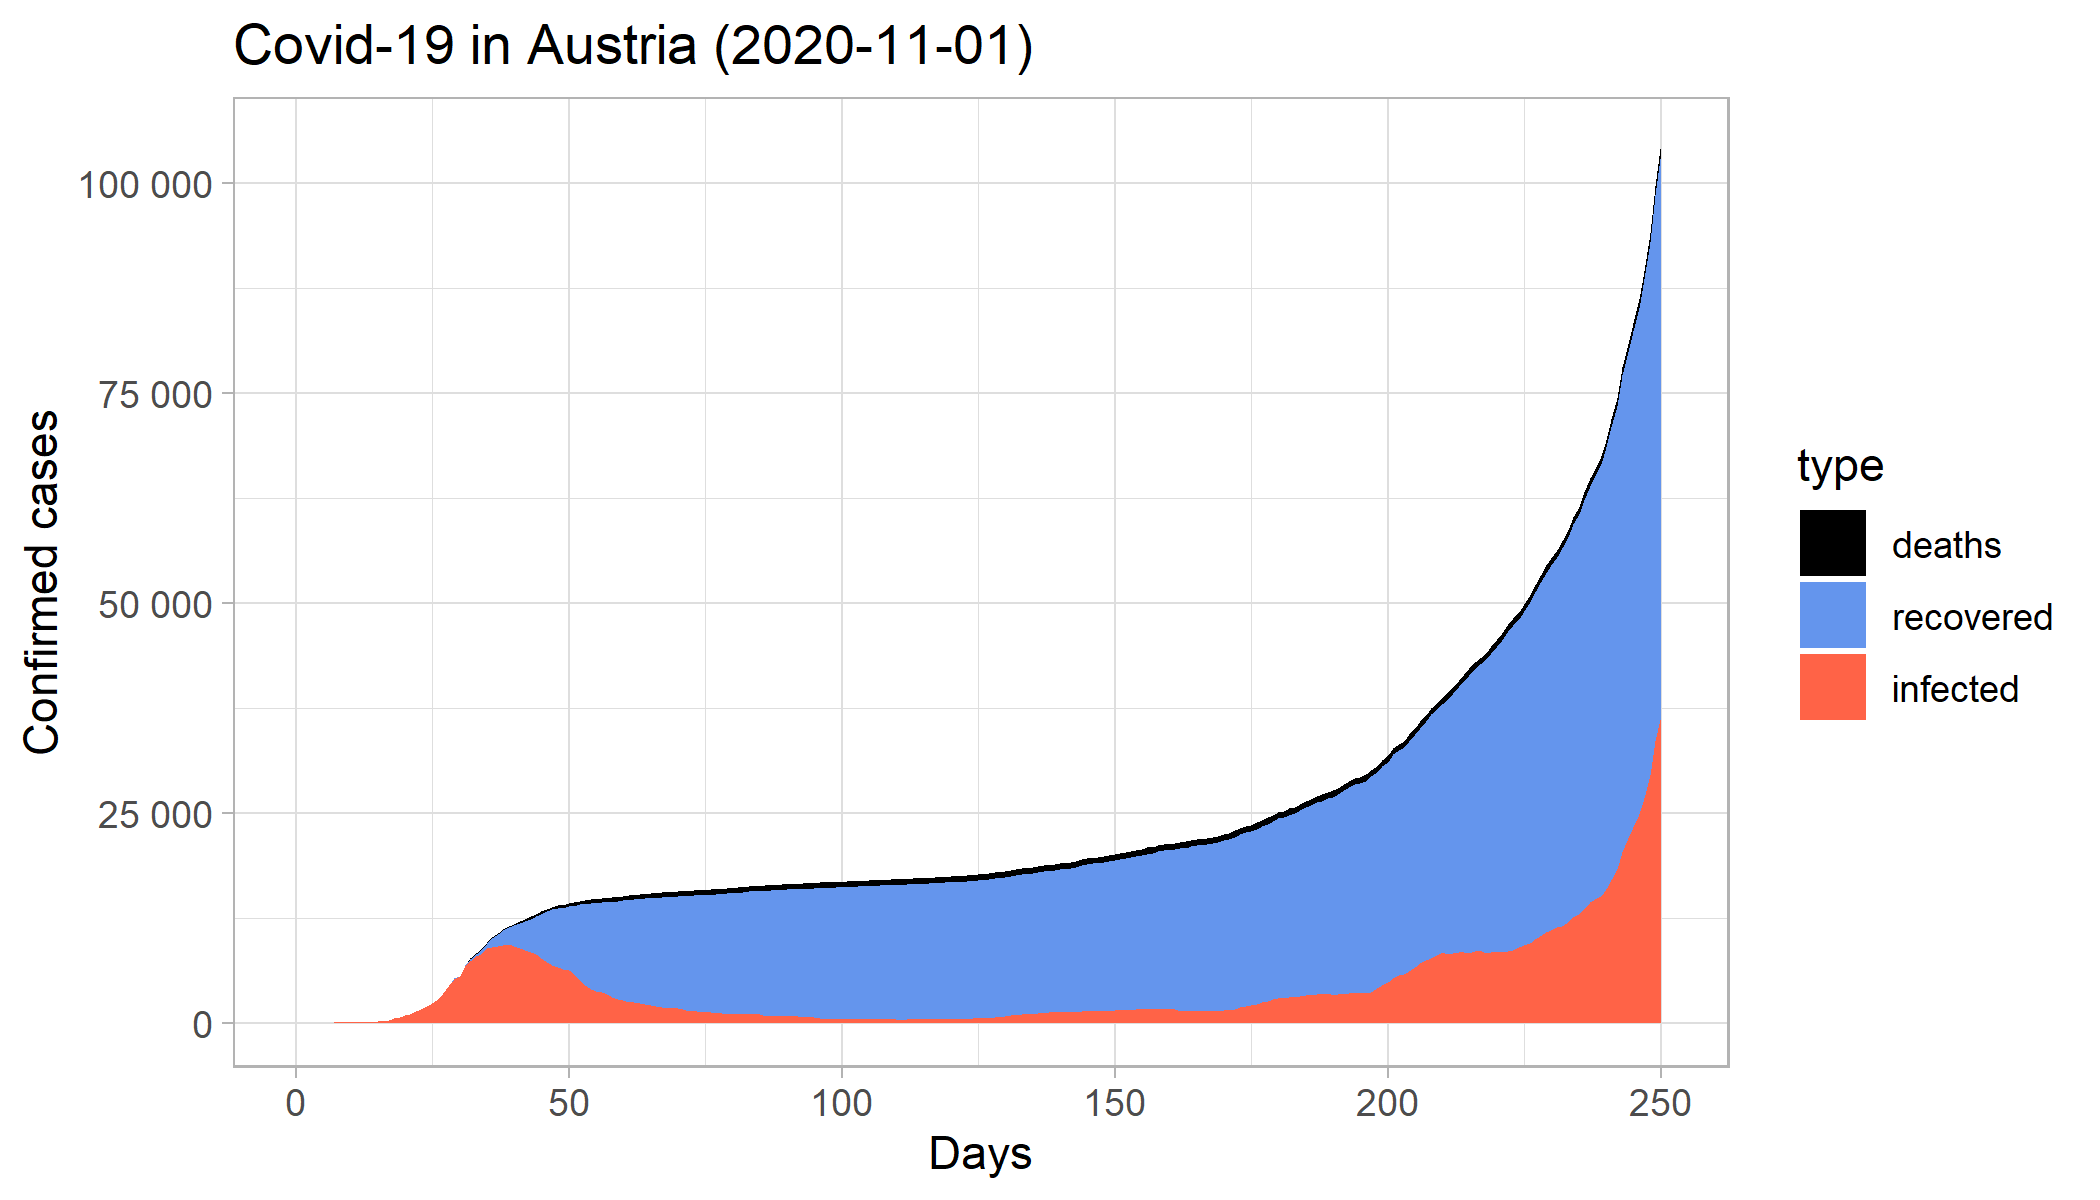 Covid-19 in Austria (2020-11-01)
Confirmed cases
100 000
75 000
50 000
25 000
0
0 50 100 150 200 250
Days
type
deaths
recovered
infected